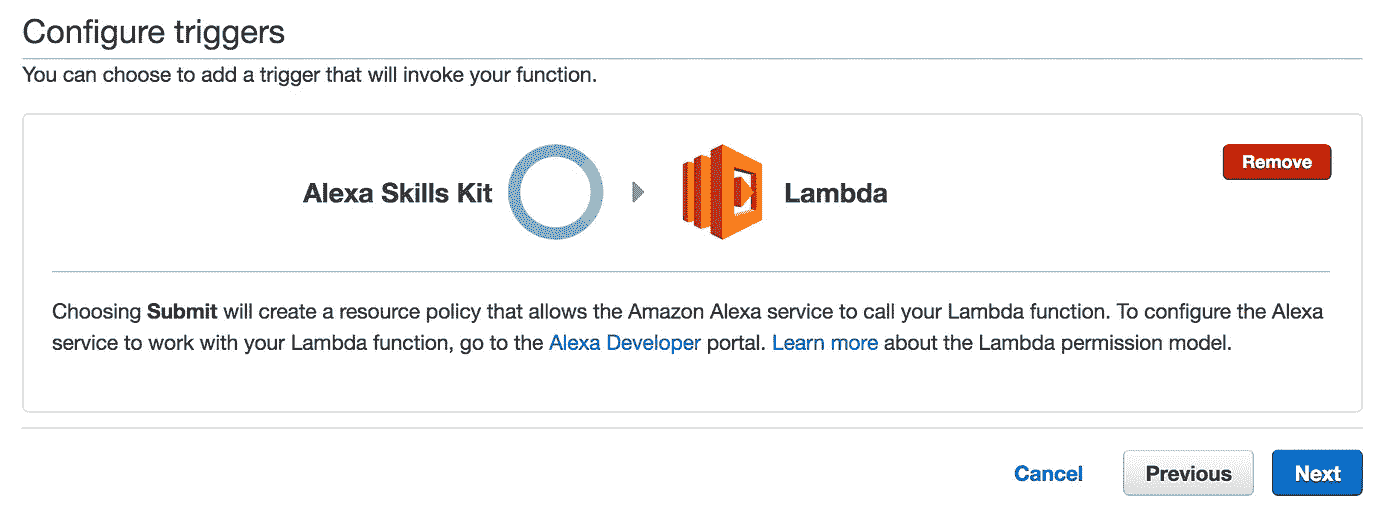 Configure triggers
You can choose to add a trigger that will invoke your function.
Remove
Alexa Skills Kit
Lambda
Choosing Submit will create a resource policy that allows the Amazon Alexa service to call your Lambda function. To configure the Alexa
service to work with your Lambda function, go to the Alexa Developer portal. Learn more about the Lambda permission model.
Cancel
Previous
Next